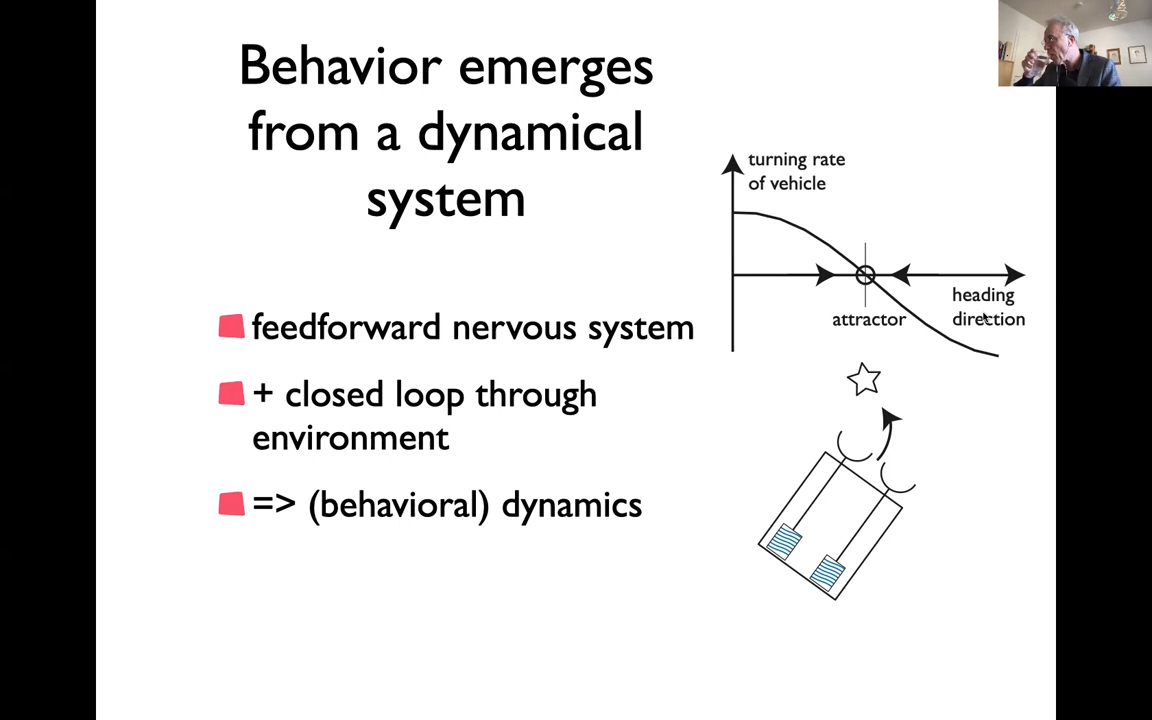 Behavior emerges
from a dynamical
system
feedforward nervous system
+ closed loop through
environment
=> (behavioral) dynamics
turning rate
of vehicle
attractor
heading
direction